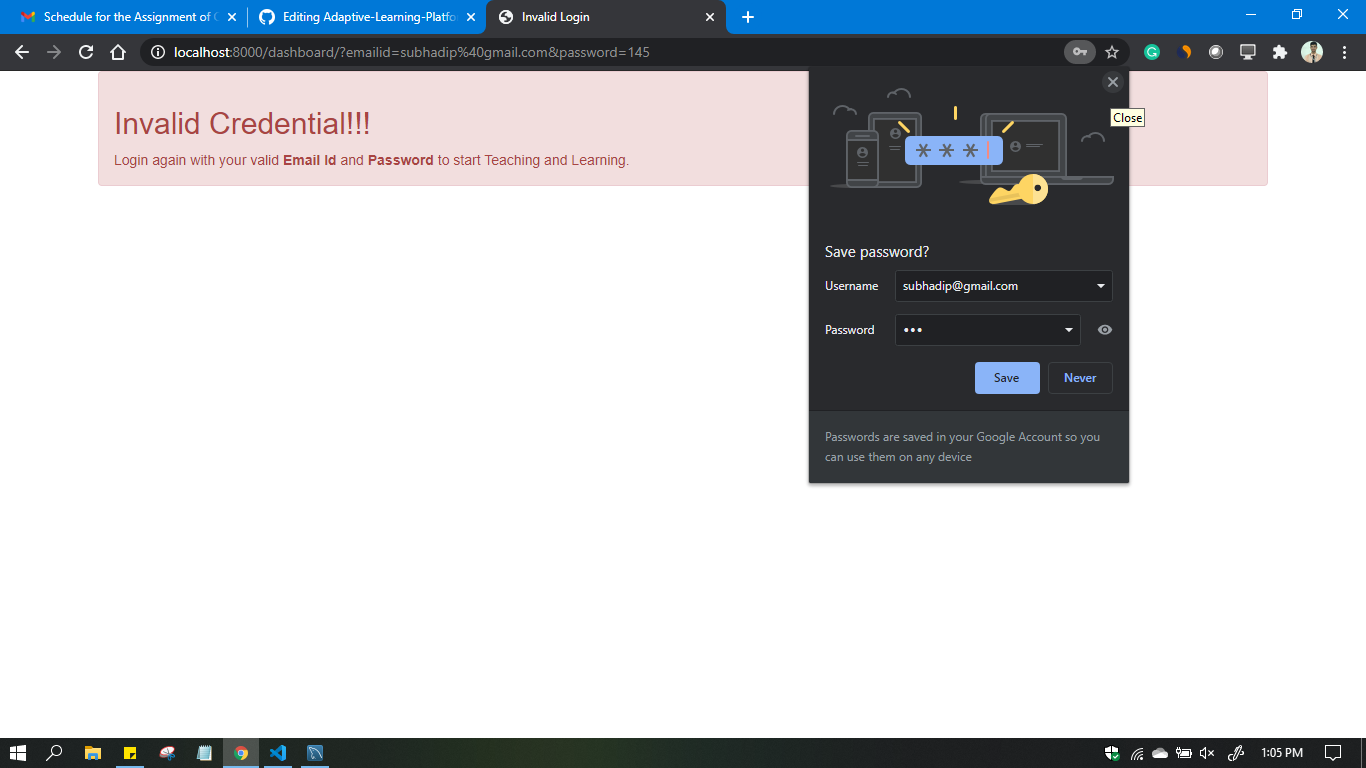 Schedule for the Assignment of
Editing Adaptive-Learning-Platfo
Invalid Login
localhost:8000/dashboard/?emailid=subhadip%40gmail.com&password=145
Invalid Credential!!!
Login again with your valid Email Id and Password to start Teaching and Learning.
Close
***
Save password?
Username
subhadip@gmail.com
Password
•••
Save
Never
Passwords are saved in your Google Account so you
can use them on any device
1:05 PM